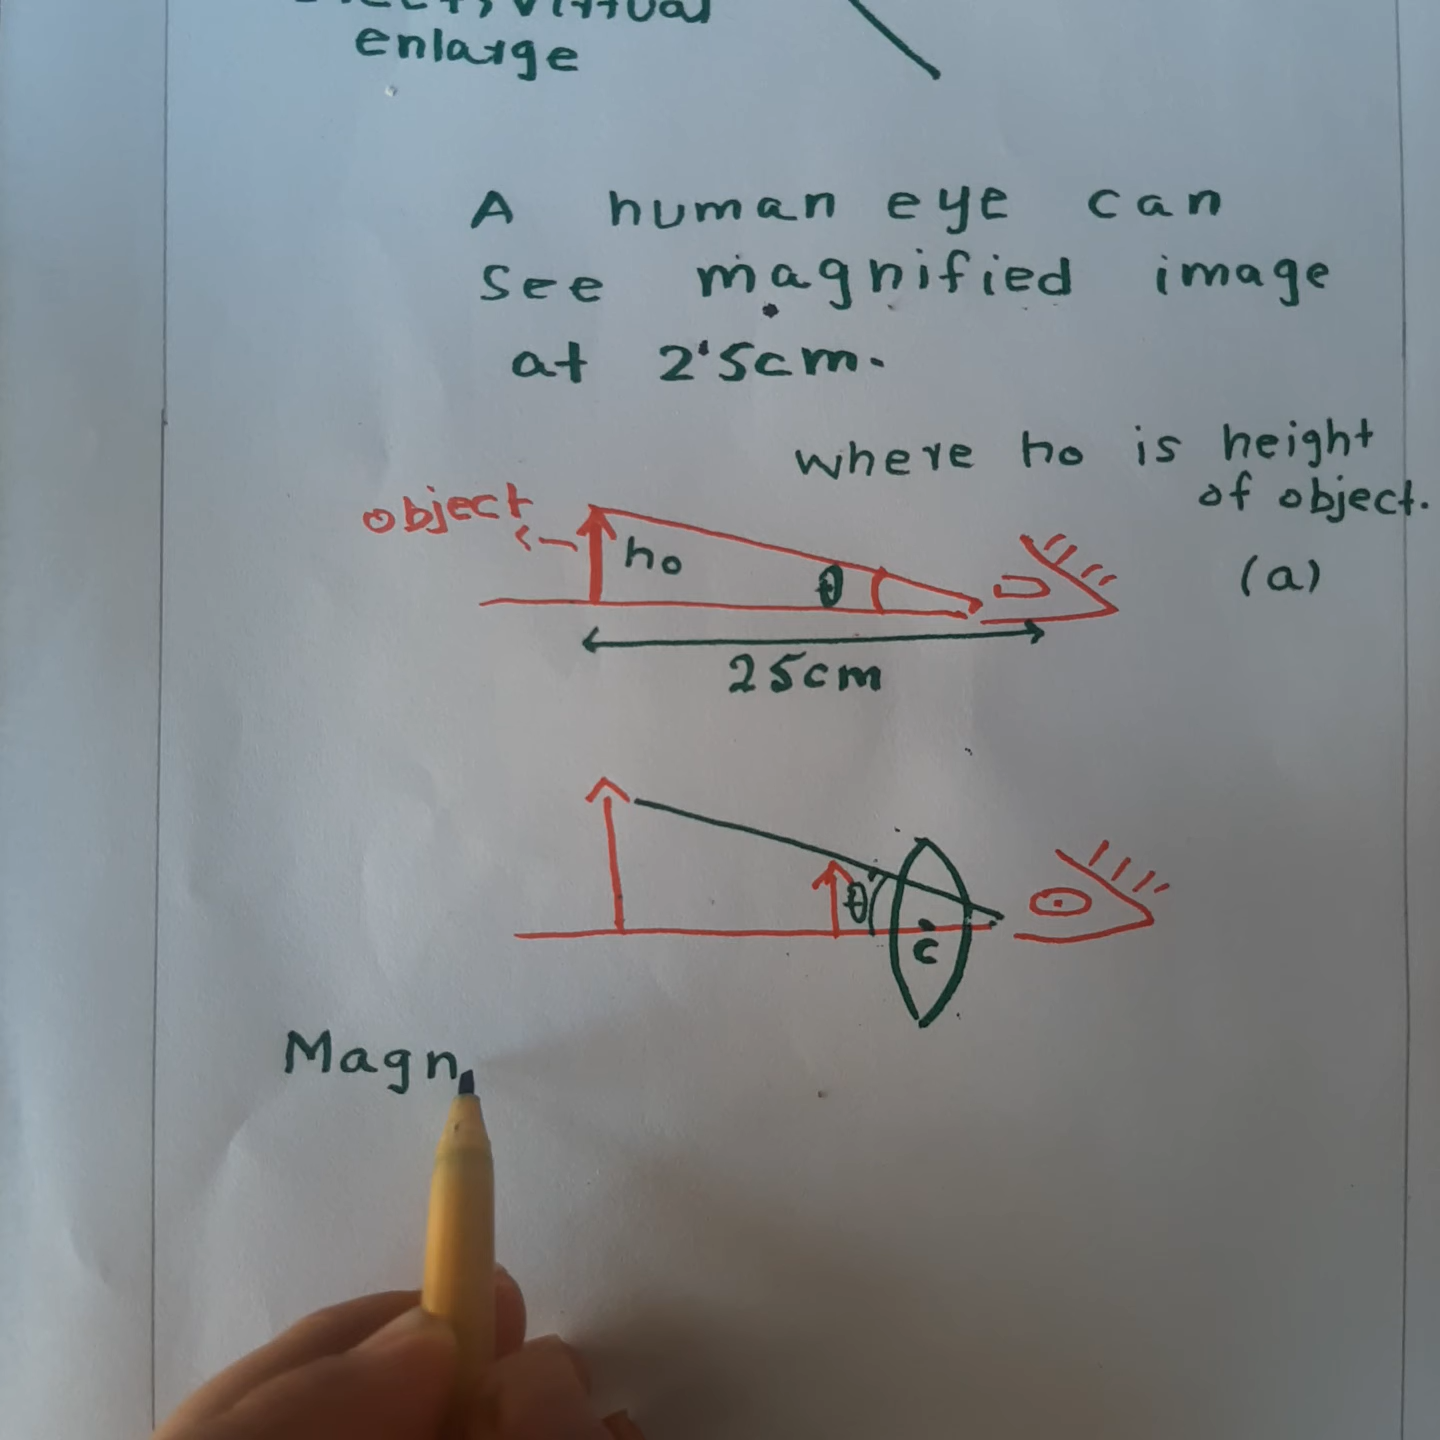 virtual
enlarge
A human eye can
See magnified image
at 2.5cm.
where ho is height
of object.
object
ho
θ
(a)
25cm
θ
c
Magn